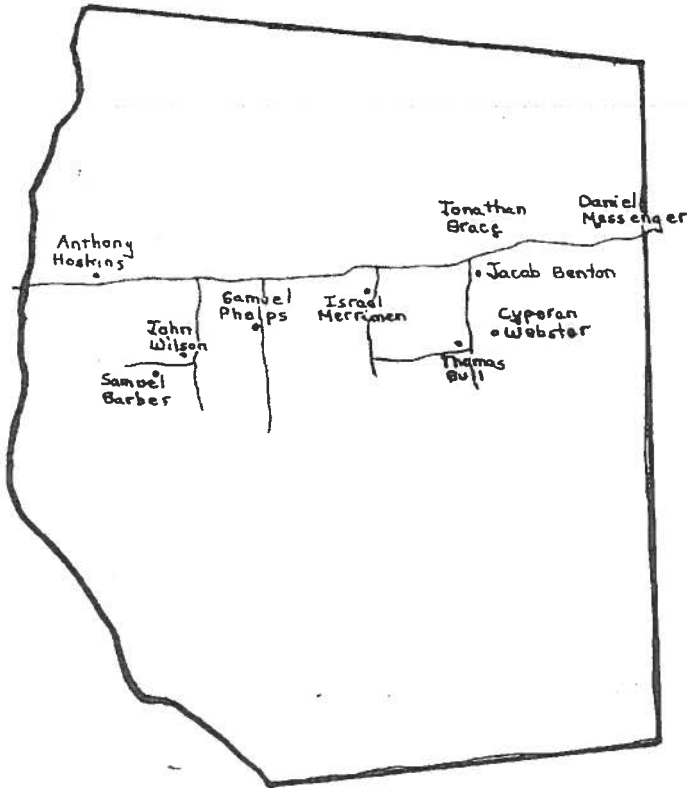 Daniel
Messenger
Jonathan
Brace
Anthony
Hoskins
Jacob Benton
Samuel
Phelps
Israel
Merrimen
Cyporan
Webster
John
Wilson
Thomas
Bull
Samuel
Barber